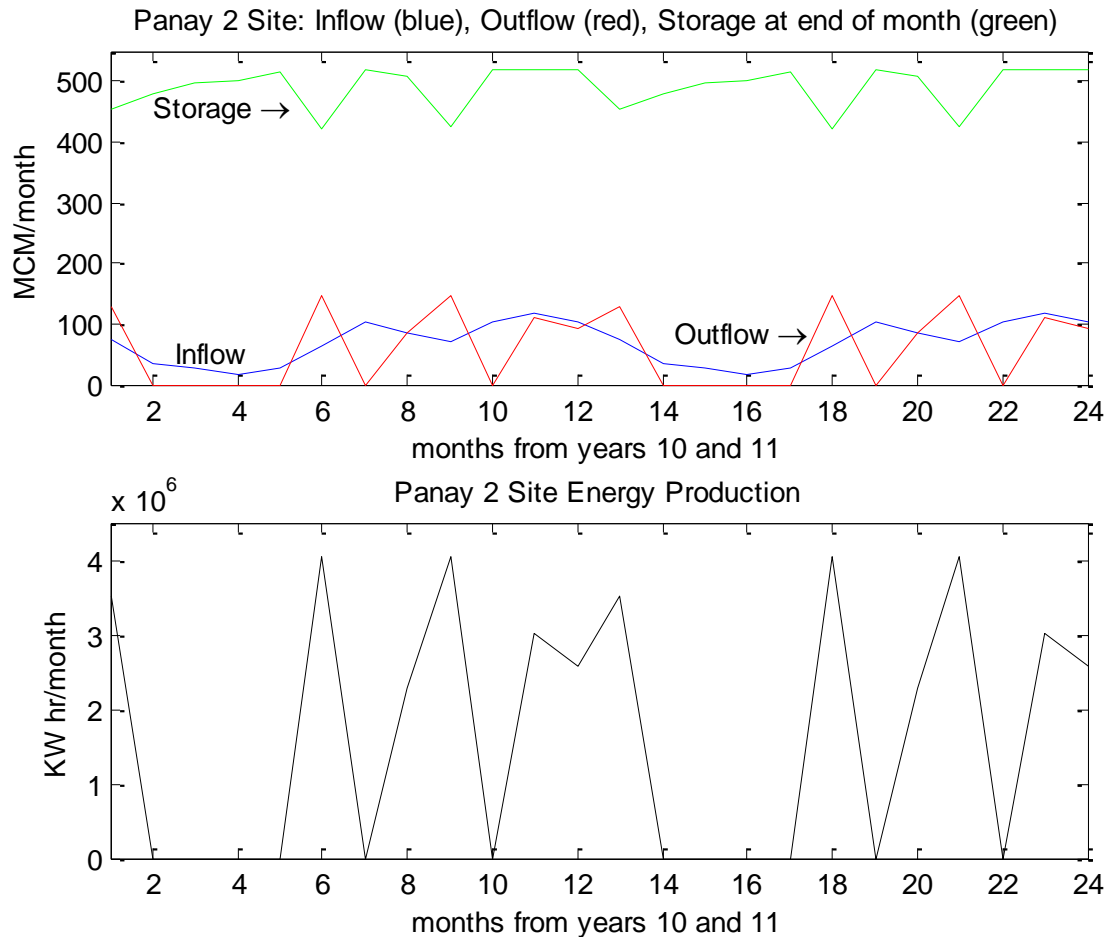 Panay 2 Site: Inflow (blue), Outflow (red), Storage at end of month (green)
500
Storage →
400
MCM/month
300
200
100
Inflow
Outflow →
0
2 4 6 8 10 12 14 16 18 20 22 24
months from years 10 and 11
x 10^6
Panay 2 Site Energy Production
4
3
KW hr/month
2
1
0
2 4 6 8 10 12 14 16 18 20 22 24
months from years 10 and 11